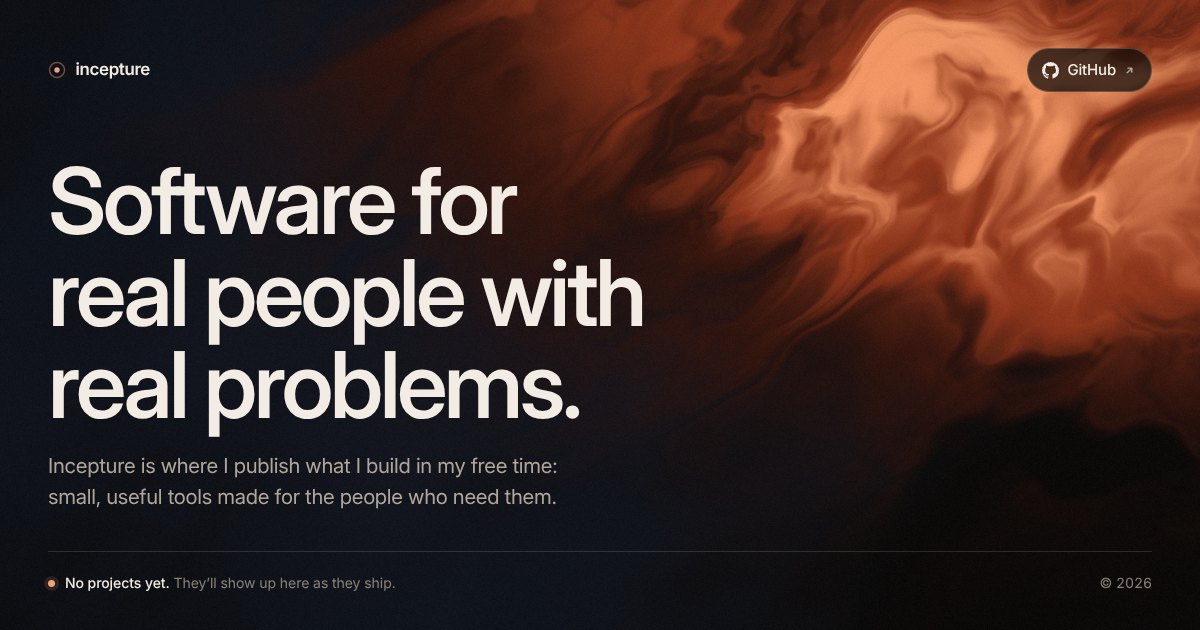 incepture
GitHub ↗
Software for
real people with
real problems.
Incepture is where I publish what I build in my free time:
small, useful tools made for the people who need them.
No projects yet. They’ll show up here as they ship.
© 2026